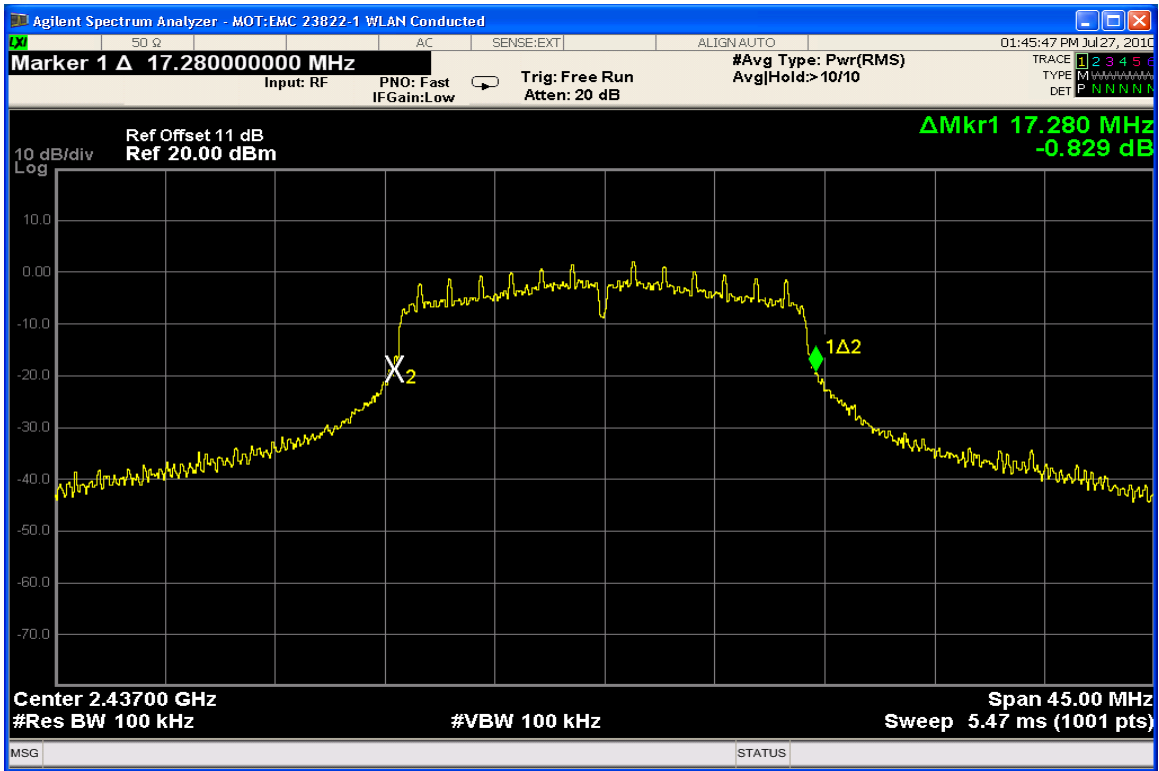 Agilent Spectrum Analyzer - MOT:EMC 23822-1 WLAN Conducted
LXI 50 Ω AC SENSE:EXT ALIGN AUTO 01:45:47 PM Jul 27, 2010
Marker 1 Δ 17.280000000 MHz #Avg Type: Pwr(RMS) TRACE 1 2 3 4 5 6
Input: RF PNO: Fast Trig: Free Run Avg|Hold:> 10/10 TYPE M
IFGain:Low Atten: 20 dB DET P N N N N N
ΔMkr1 17.280 MHz
-0.829 dB
Ref Offset 11 dB
10 dB/div Ref 20.00 dBm
Log
10.0
0.00
-10.0
1Δ2
-20.0
2
-30.0
-40.0
-50.0
-60.0
-70.0
Center 2.43700 GHz Span 45.00 MHz
#Res BW 100 kHz #VBW 100 kHz Sweep 5.47 ms (1001 pts)
MSG STATUS